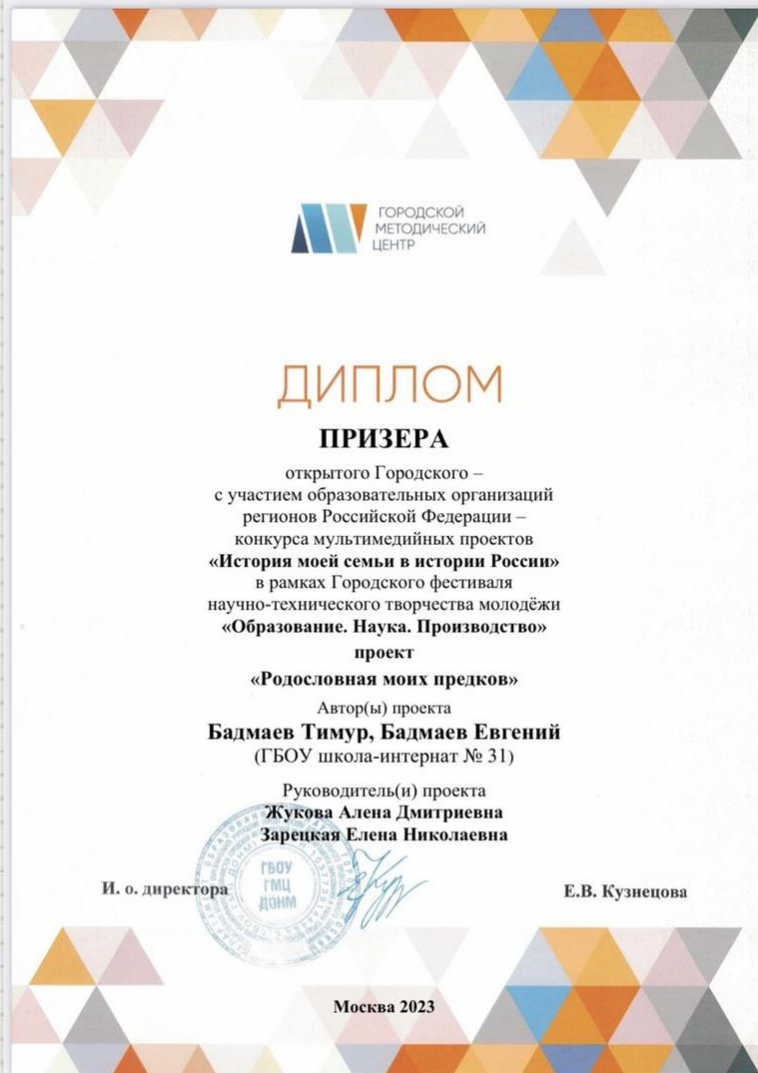 ГОРОДСКОЙ
МЕТОДИЧЕСКИЙ
ЦЕНТР
ДИПЛОМ
ПРИЗЕРА
открытого Городского –
с участием образовательных организаций
регионов Российской Федерации –
конкурса мультимедийных проектов
«История моей семьи в истории России»
в рамках Городского фестиваля
научно-технического творчества молодёжи
«Образование. Наука. Производство»
проект
«Родословная моих предков»
Автор(ы) проекта
Бадмаев Тимур, Бадмаев Евгений
(ГБОУ школа-интернат № 31)
Руководитель(и) проекта
Жукова Алена Дмитриевна
Зарецкая Елена Николаевна
ГБОУ
ГМЦ
ДОНМ
И. о. директора
Е.В. Кузнецова
Москва 2023